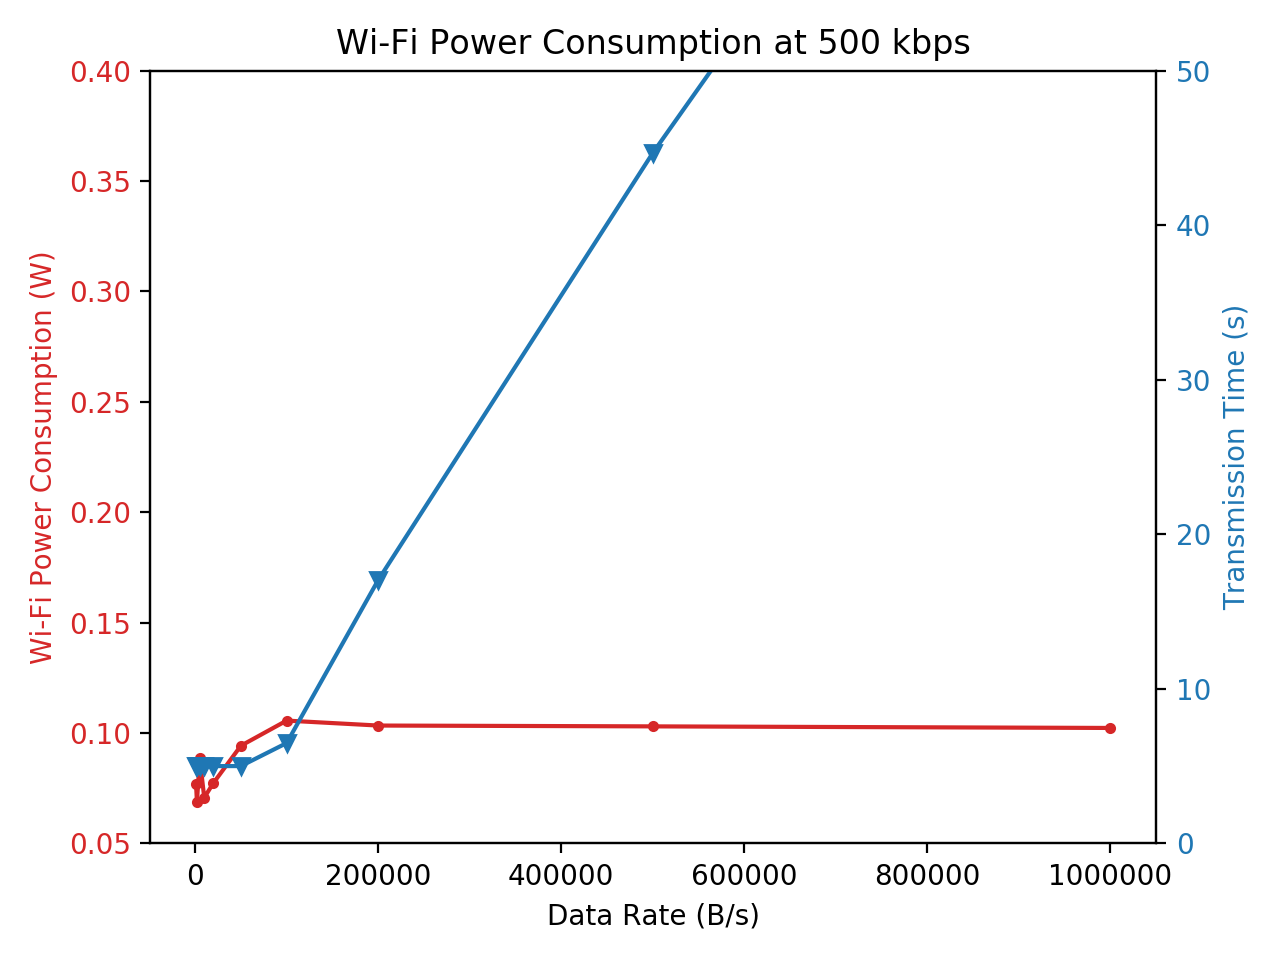 Wi-Fi Power Consumption at 500 kbps
0.40
0.35
0.30
0.25
0.20
0.15
0.10
0.05
Wi-Fi Power Consumption (W)
50
40
30
20
10
0
Transmission Time (s)
0 200000 400000 600000 800000 1000000
Data Rate (B/s)